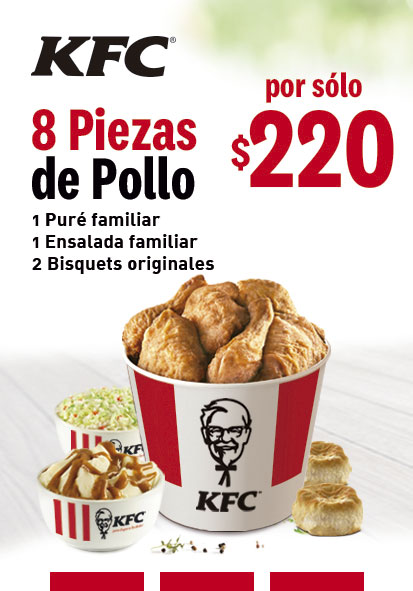 KFC®
por sólo
$220
8 Piezas
de Pollo
1 Puré familiar
1 Ensalada familiar
2 Bisquets originales
KFC
KFC
KFC